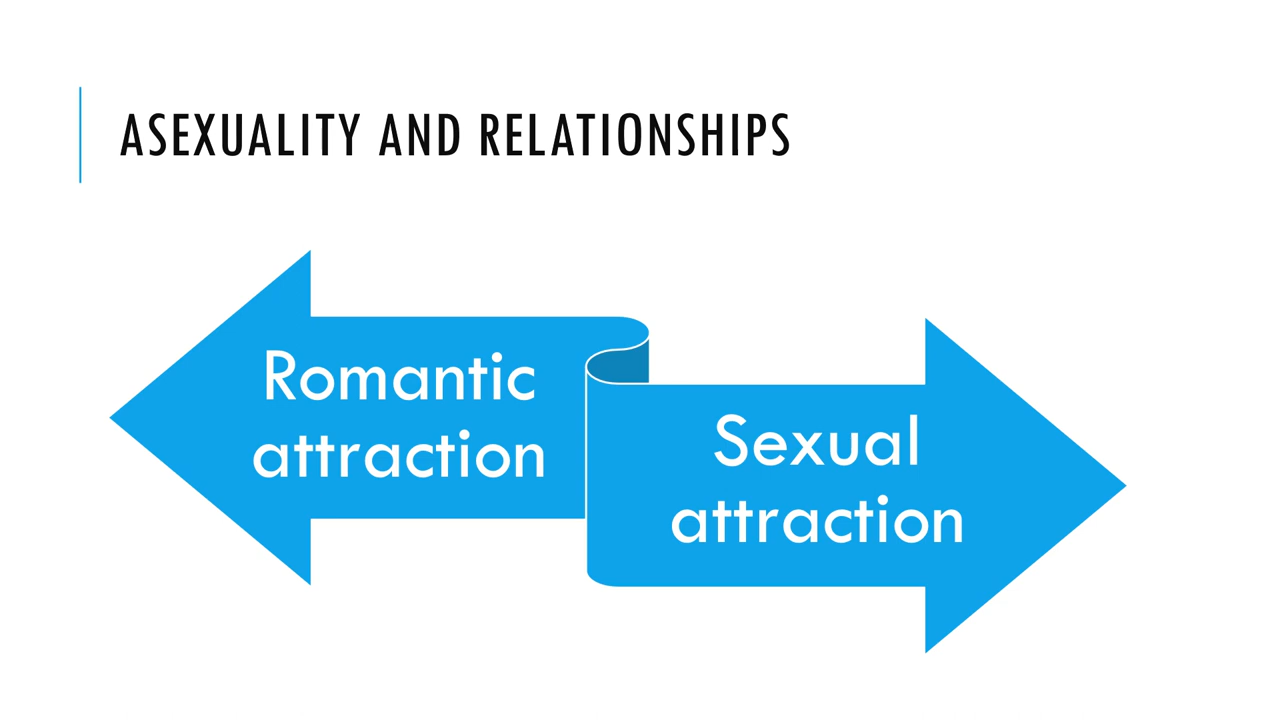 ASEXUALITY AND RELATIONSHIPS
Romantic
attraction
Sexual
attraction